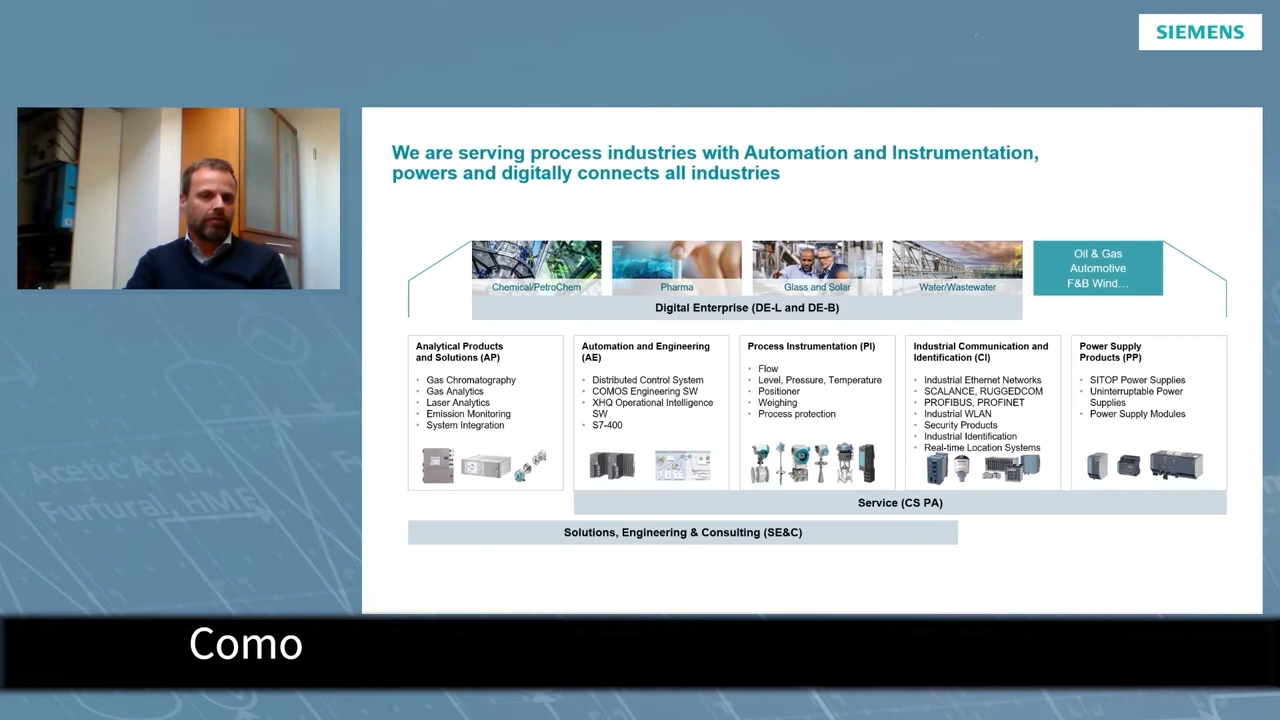 SIEMENS
We are serving process industries with Automation and Instrumentation,
powers and digitally connects all industries
Chemical/PetroChem
Pharma
Glass and Solar
Water/Wastewater
Oil & Gas
Automotive
F&B Wind…
Digital Enterprise (DE-L and DE-B)
Analytical Products
and Solutions (AP)
• Gas Chromatography
• Gas Analytics
• Laser Analytics
• Emission Monitoring
• System Integration
Automation and Engineering
(AE)
• Distributed Control System
• COMOS Engineering SW
• XHQ Operational Intelligence
SW
• S7-400
Process Instrumentation (PI)
• Flow
• Level, Pressure, Temperature
• Positioner
• Weighing
• Process protection
Industrial Communication and
Identification (CI)
• Industrial Ethernet Networks
• SCALANCE, RUGGEDCOM
• PROFIBUS, PROFINET
• Industrial WLAN
• Security Products
• Industrial Identification
• Real-time Location Systems
Power Supply
Products (PP)
• SITOP Power Supplies
• Uninterruptable Power
Supplies
• Power Supply Modules
Service (CS PA)
Solutions, Engineering & Consulting (SE&C)
Furfural, HMF
Como